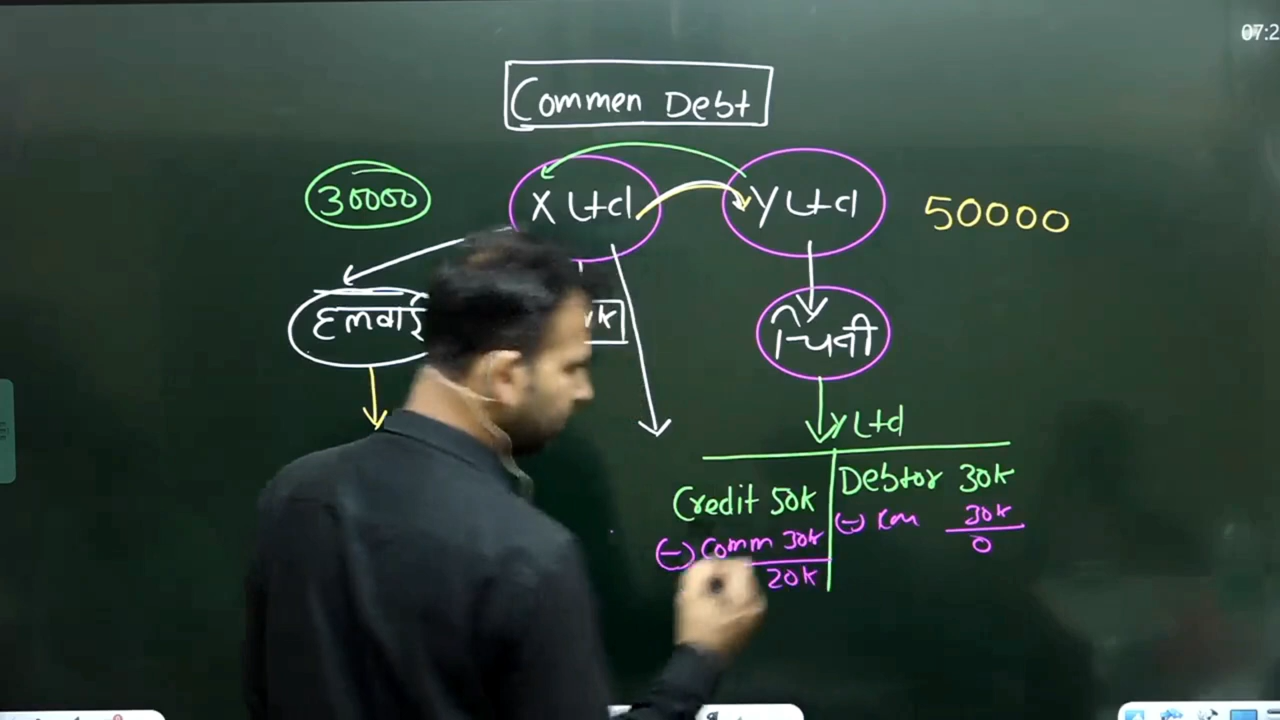 07:2
Commen Debt
30000
X Ltd
Y Ltd
50000
हलवाई
चिवनी
Y Ltd
Credit 50k
Debtor 30k
(-) Comm 30k
(-) Com 30k
20k
0